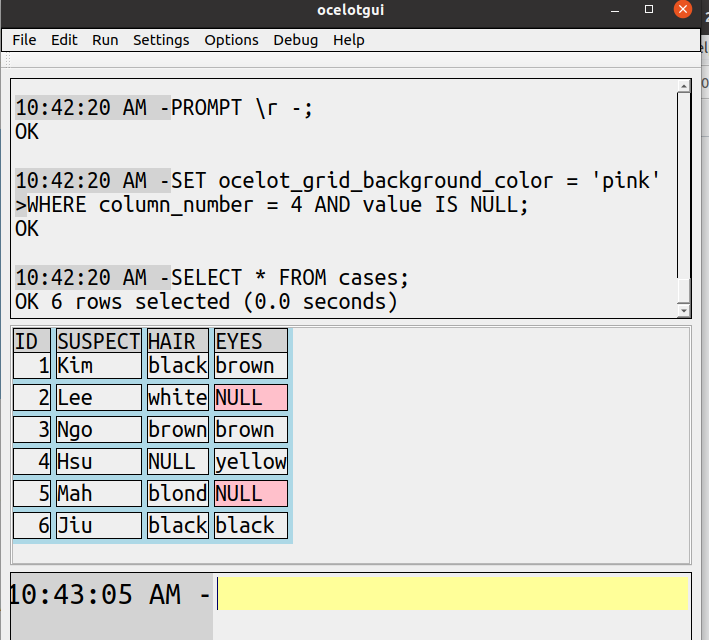 ocelotgui
File Edit Run Settings Options Debug Help
10:42:20 AM -PROMPT \r -;
OK
10:42:20 AM -SET ocelot_grid_background_color = 'pink'
>WHERE column_number = 4 AND value IS NULL;
OK
10:42:20 AM -SELECT * FROM cases;
OK 6 rows selected (0.0 seconds)
ID SUSPECT HAIR EYES
1 Kim black brown
2 Lee white NULL
3 Ngo brown brown
4 Hsu NULL yellow
5 Mah blond NULL
6 Jiu black black
10:43:05 AM -